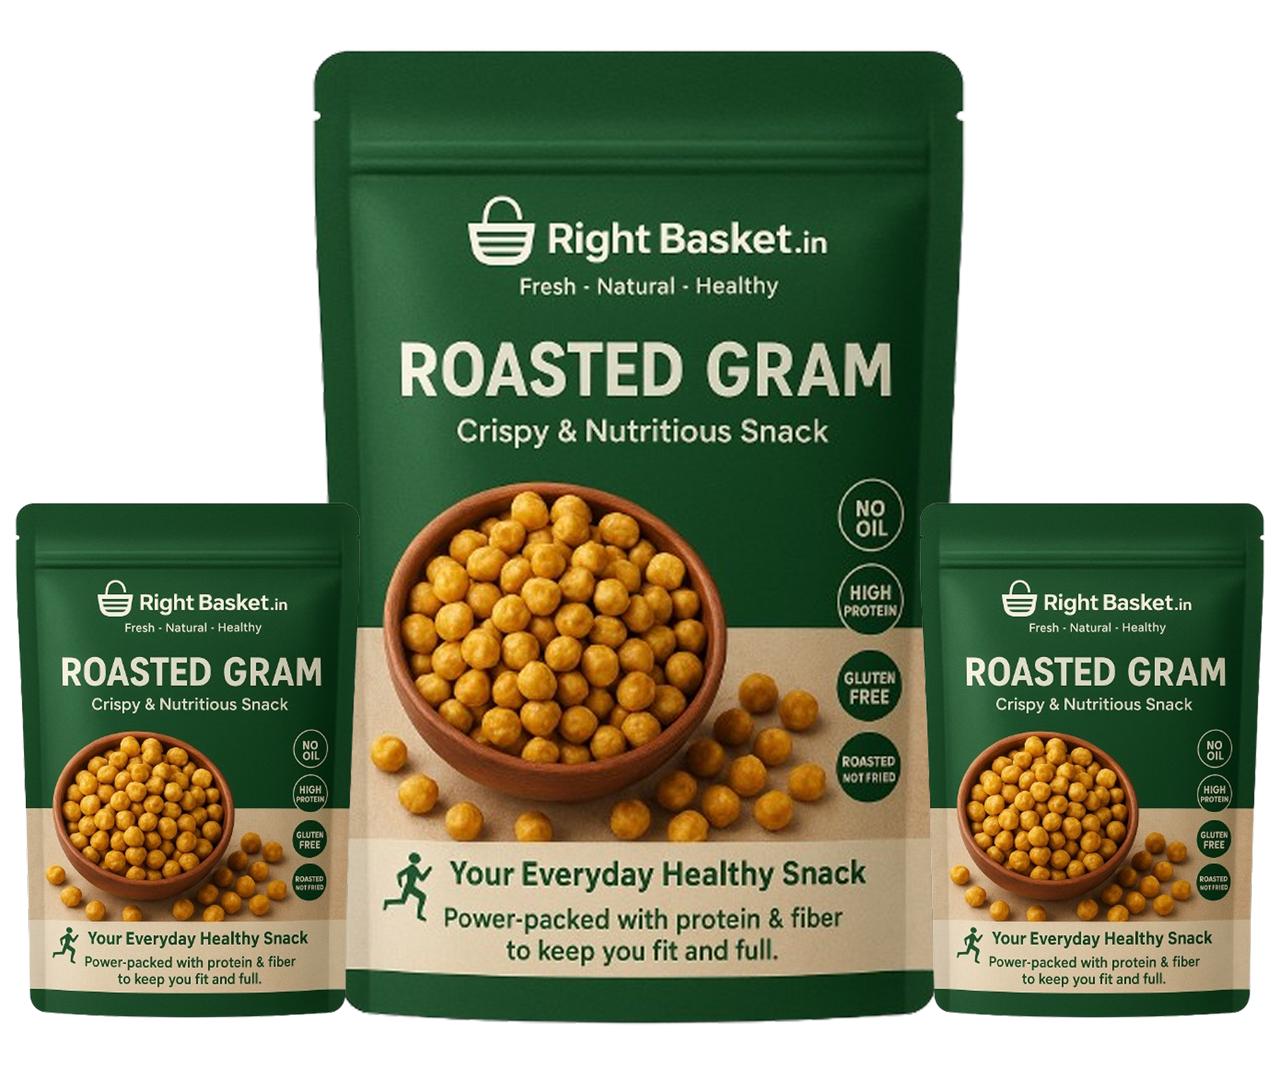 Right Basket.in
Fresh - Natural - Healthy
ROASTED GRAM
Crispy & Nutritious Snack
NO
OIL
HIGH
PROTEIN
GLUTEN
FREE
ROASTED
NOT FRIED
Your Everyday Healthy Snack
Power-packed with protein & fiber
to keep you fit and full.
Right Basket.in
Fresh - Natural - Healthy
ROASTED GRAM
Crispy & Nutritious Snack
NO
OIL
HIGH
PROTEIN
GLUTEN
FREE
ROASTED
NOT FRIED
Your Everyday Healthy Snack
Power-packed with protein & fiber
to keep you fit and full.
Right Basket.in
Fresh - Natural - Healthy
ROASTED GRAM
Crispy & Nutritious Snack
NO
OIL
HIGH
PROTEIN
GLUTEN
FREE
ROASTED
NOT FRIED
Your Everyday Healthy Snack
Power-packed with protein & fiber
to keep you fit and full.